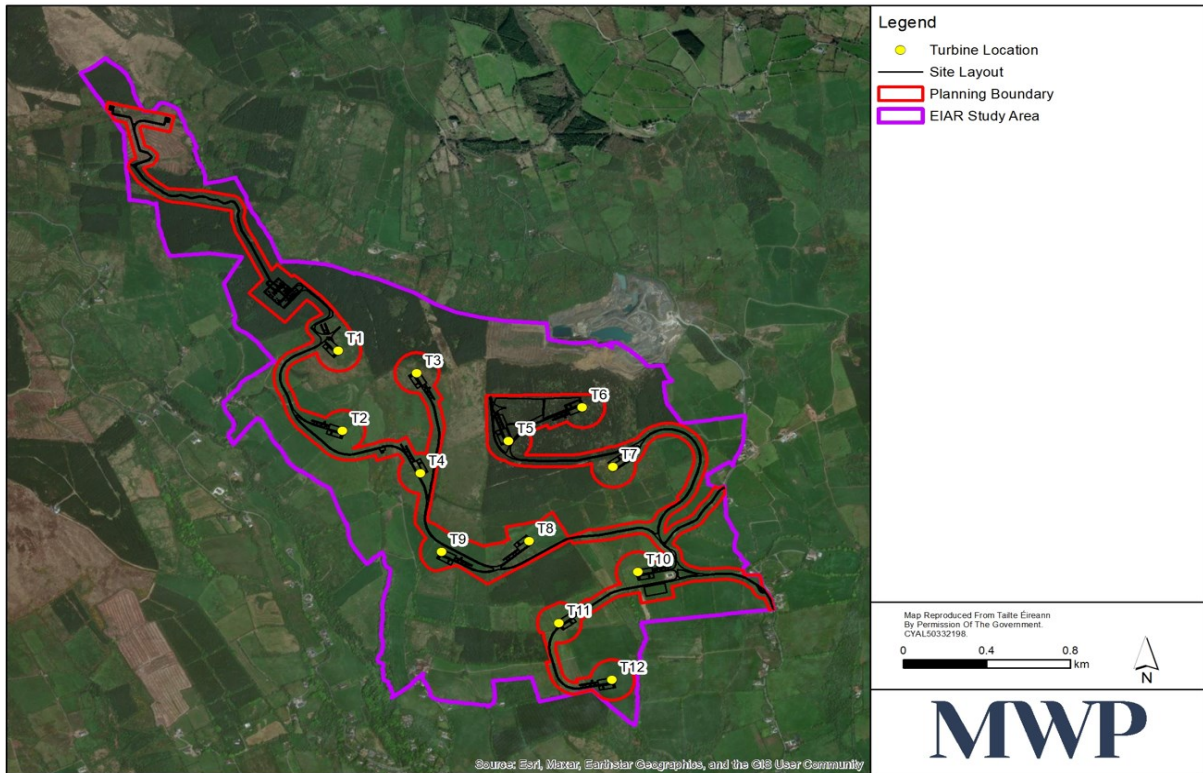 Legend
Turbine Location
Site Layout
Planning Boundary
EIAR Study Area
T1
T3
T6
T2
T5
T7
T4
T8
T9
T10
T11
T12
Map Reproduced From Tailte Éireann
By Permission Of The Government.
CYAL50332198.
0 0.4 0.8
km
N
MWP
Source: Esri, Maxar, Earthstar Geographics, and the GIS User Community